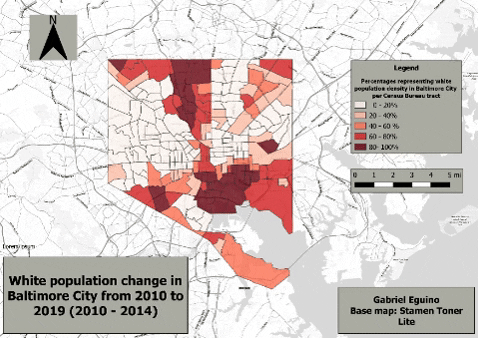 N
Legend
Percentages representing white
population density in Baltimore City
per Census Bureau tract
0 - 20%
20 - 40%
40 - 60 %
60 - 80%
80- 100%
0 1 2 3 4 5 mi
White population change in
Baltimore City from 2010 to
2019 (2010 - 2014)
Gabriel Eguino
Base map: Stamen Toner
Lite